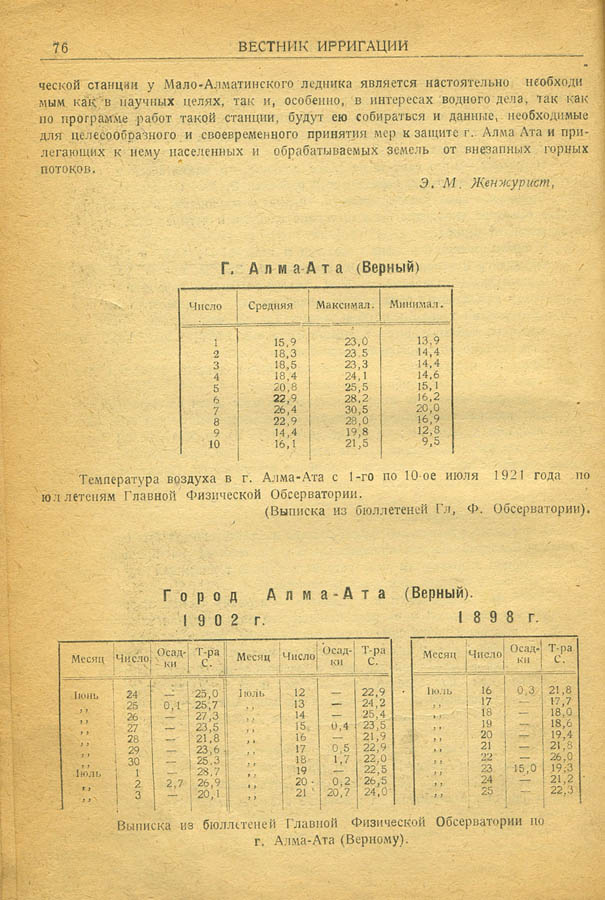 76 ВЕСТНИК ИРРИГАЦИИ
ческой станции у Мало-Алматинского ледника является настоятельно необходи
мым как в научных целях, так и, особенно, в интересах водного дела, так как
по программе работ такой станции, будут ею собираться и данные, необходимые
для целесообразного и своевременного принятия мер к защите г. Алма Ата и при-
легающих к нему населенных и обрабатываемых земель от внезапных горных
потоков.
Э. М. Женжурист,
Г. Алма-Ата (Верный)
Число Средняя Максимал. Минимал.
1 15,9 23,0 13,9
2 18,3 23 5 14,4
3 18,5 23,3 14,4
4 18,4 24,1 14,6
5 20,8 25,5 15,1
6 22,9 28,2 16,2
7 26,4 30,5 20,0
8 22,9 28,0 16,9
9 14,4 19,8 12,8
10 16,1 21,5 9,5
Температура воздуха в г. Алма-Ата с 1-го по 10 ое июля 1921 года по
юл летеням Главной Физической Обсерватории.
(Выписка из бюллетеней Гл, Ф. Обсерватории).
Город Алма-Ата (Верный).
1902 г. 1898 г.
Месяц Число Осад-ки Т-ра С. Месяц Число Осад-ки Т-ра С. Месяц Число Осад-ки Т-ра С.
Июнь 24 — 25,0 Июль 12 — 22,9 Июль 16 0,3 21,8
,, 25 0,1 25,7 ,, 13 — 24,2 ,, 17 — 17,7
,, 26 — 27,3 ,, 14 — 25,4 ,, 18 — 18,0
,, 27 — 23,5 ,, 15 0,4 23,5 ,, 19 — 18,6
,, 28 — 21,8 ,, 16 — 21,9 ,, 20 — 19,4
,, 29 — 23,6 ,, 17 0,5 22,9 ,, 21 — 21,8
,, 30 — 25,3 ,, 18 1,7 22,0 ,, 22 — 26,0
Июль 1 — 28,7 ,, 19 — 22,5 ,, 23 15,0 19,3
,, 2 2,7 26,9 ,, 20 0,2 26,5 ,, 24 — 21,2
,, 3 — 20,1 ,, 21 20,7 24,0 ,, 25 — 22,3
Выписка из бюллетеней Главной Физической Обсерватории по
г. Алма-Ата (Верному).